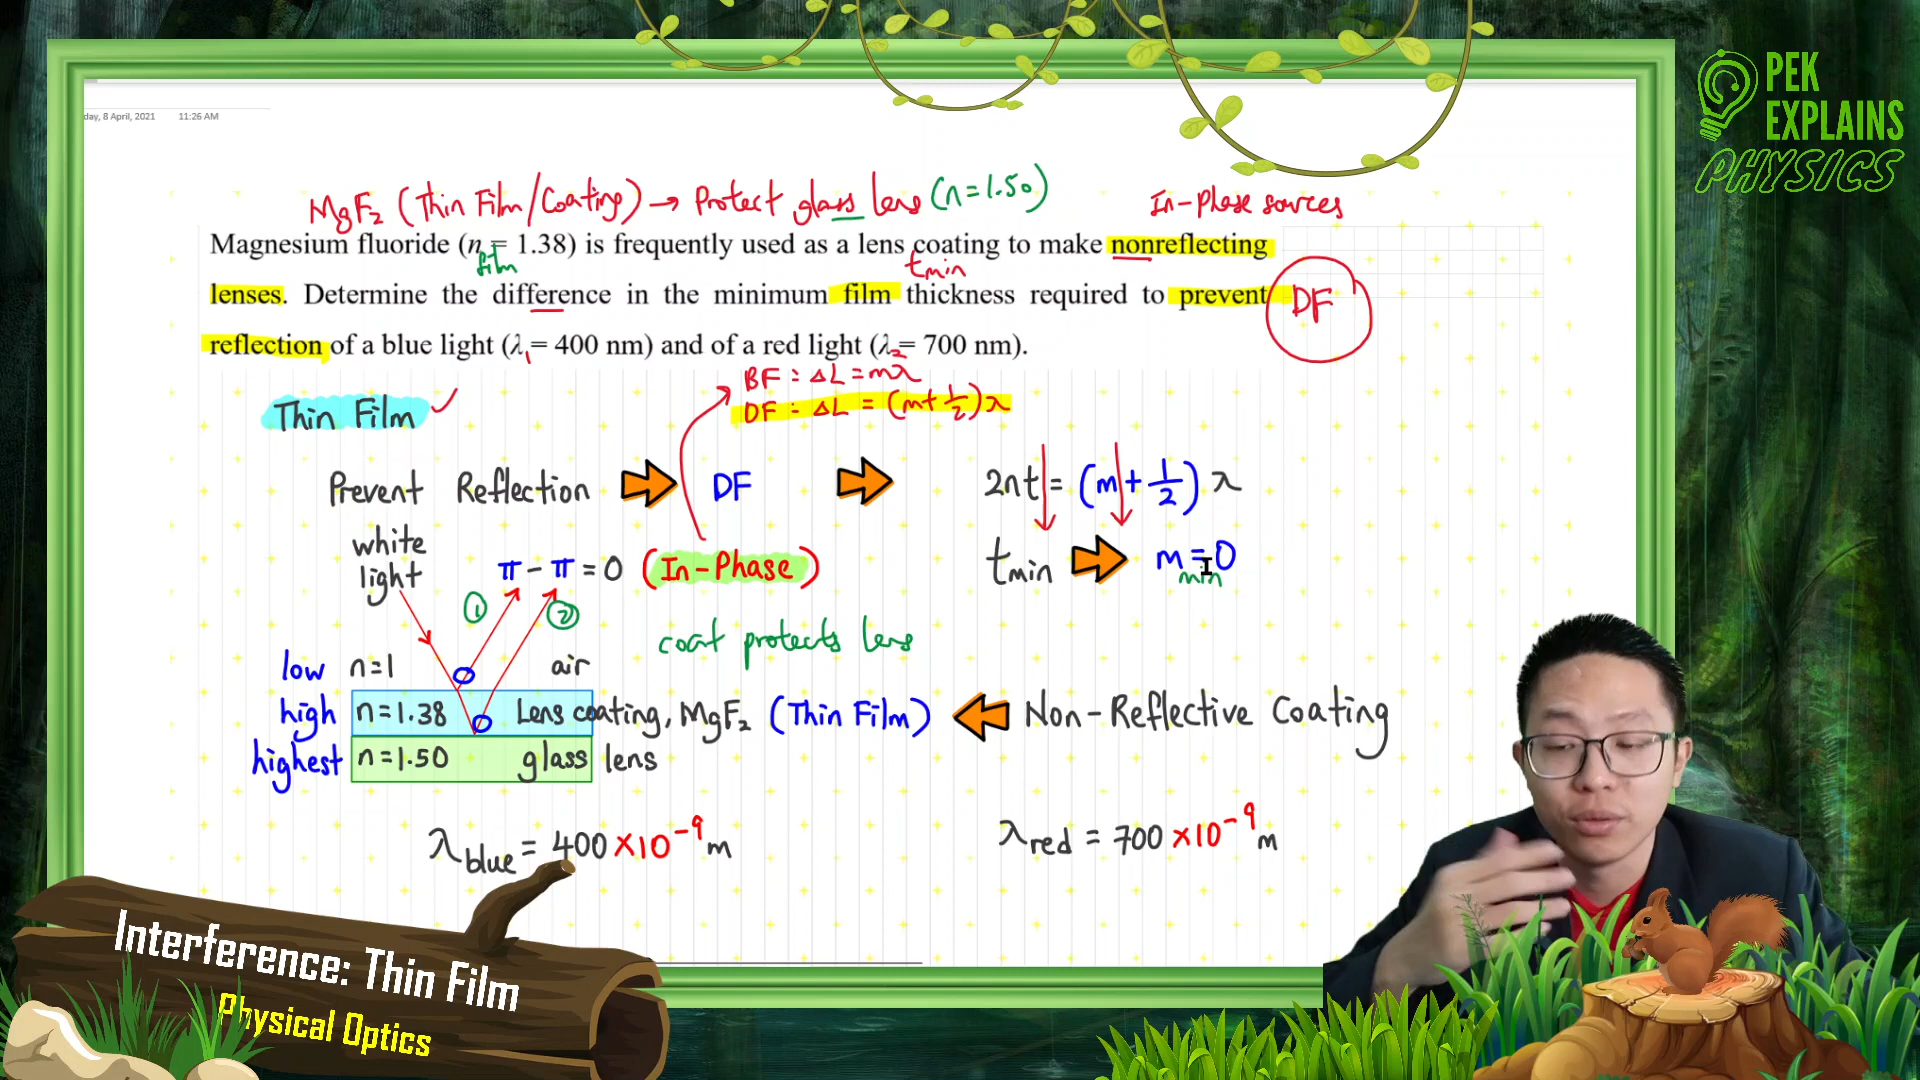 PEK
EXPLAINS
PHYSICS
day, 8 April, 2021 11:26 AM
MgF₂ (Thin Film/Coating) → Protect glass lens (n=1.50)
In-Phase sources
Magnesium fluoride (n = 1.38) is frequently used as a lens coating to make nonreflecting
film
tmin
lenses. Determine the difference in the minimum film thickness required to prevent
DF
reflection of a blue light (λ₁ = 400 nm) and of a red light (λ₂ = 700 nm).
BF : ΔL = mλ
DF : ΔL = (m+½)λ
Thin Film ✓
Prevent Reflection DF 2nt = (m+½)λ
white
light
π - π = 0 (In-Phase)
tmin m = 0
min
① ②
coat protects lens
low n=1 air
high n=1.38 Lens coating, MgF₂ (Thin Film) Non-Reflective Coating
highest n=1.50 glass lens
λblue = 400 ×10⁻⁹ m λred = 700 ×10⁻⁹ m
Interference: Thin Film
Physical Optics